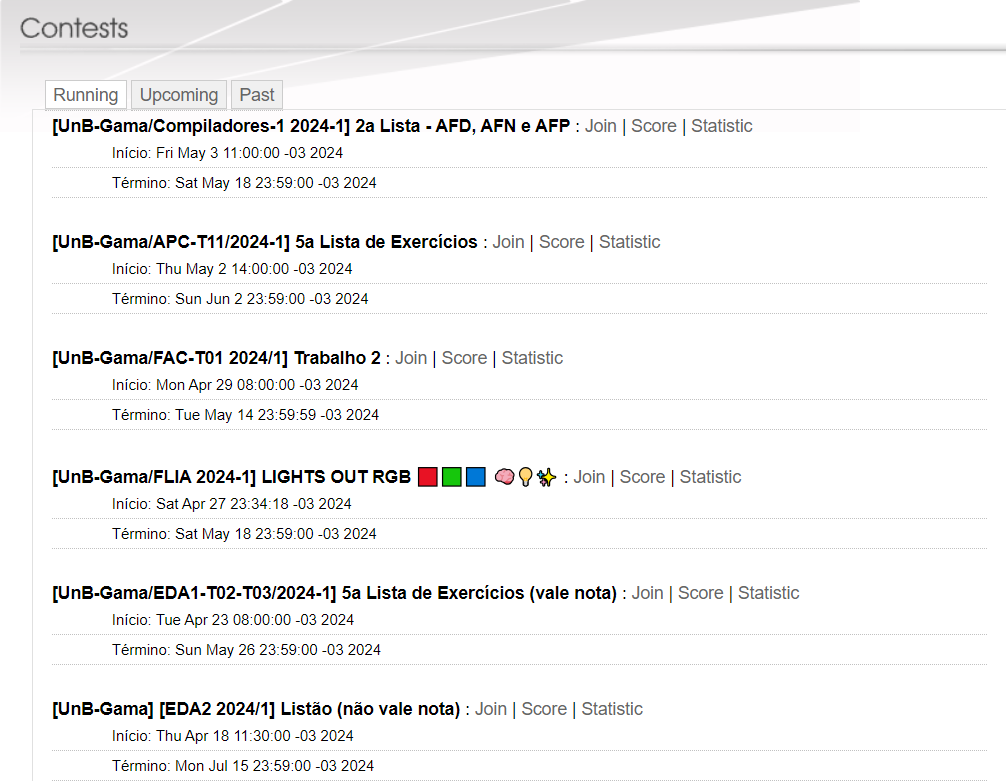 Contests
Running Upcoming Past
[UnB-Gama/Compiladores-1 2024-1] 2a Lista - AFD, AFN e AFP : Join | Score | Statistic
Início: Fri May 3 11:00:00 -03 2024
Término: Sat May 18 23:59:00 -03 2024
[UnB-Gama/APC-T11/2024-1] 5a Lista de Exercícios : Join | Score | Statistic
Início: Thu May 2 14:00:00 -03 2024
Término: Sun Jun 2 23:59:00 -03 2024
[UnB-Gama/FAC-T01 2024/1] Trabalho 2 : Join | Score | Statistic
Início: Mon Apr 29 08:00:00 -03 2024
Término: Tue May 14 23:59:59 -03 2024
[UnB-Gama/FLIA 2024-1] LIGHTS OUT RGB 🟥🟩🟦 🧠💡✨ : Join | Score | Statistic
Início: Sat Apr 27 23:34:18 -03 2024
Término: Sat May 18 23:59:00 -03 2024
[UnB-Gama/EDA1-T02-T03/2024-1] 5a Lista de Exercícios (vale nota) : Join | Score | Statistic
Início: Tue Apr 23 08:00:00 -03 2024
Término: Sun May 26 23:59:00 -03 2024
[UnB-Gama] [EDA2 2024/1] Listão (não vale nota) : Join | Score | Statistic
Início: Thu Apr 18 11:30:00 -03 2024
Término: Mon Jul 15 23:59:00 -03 2024